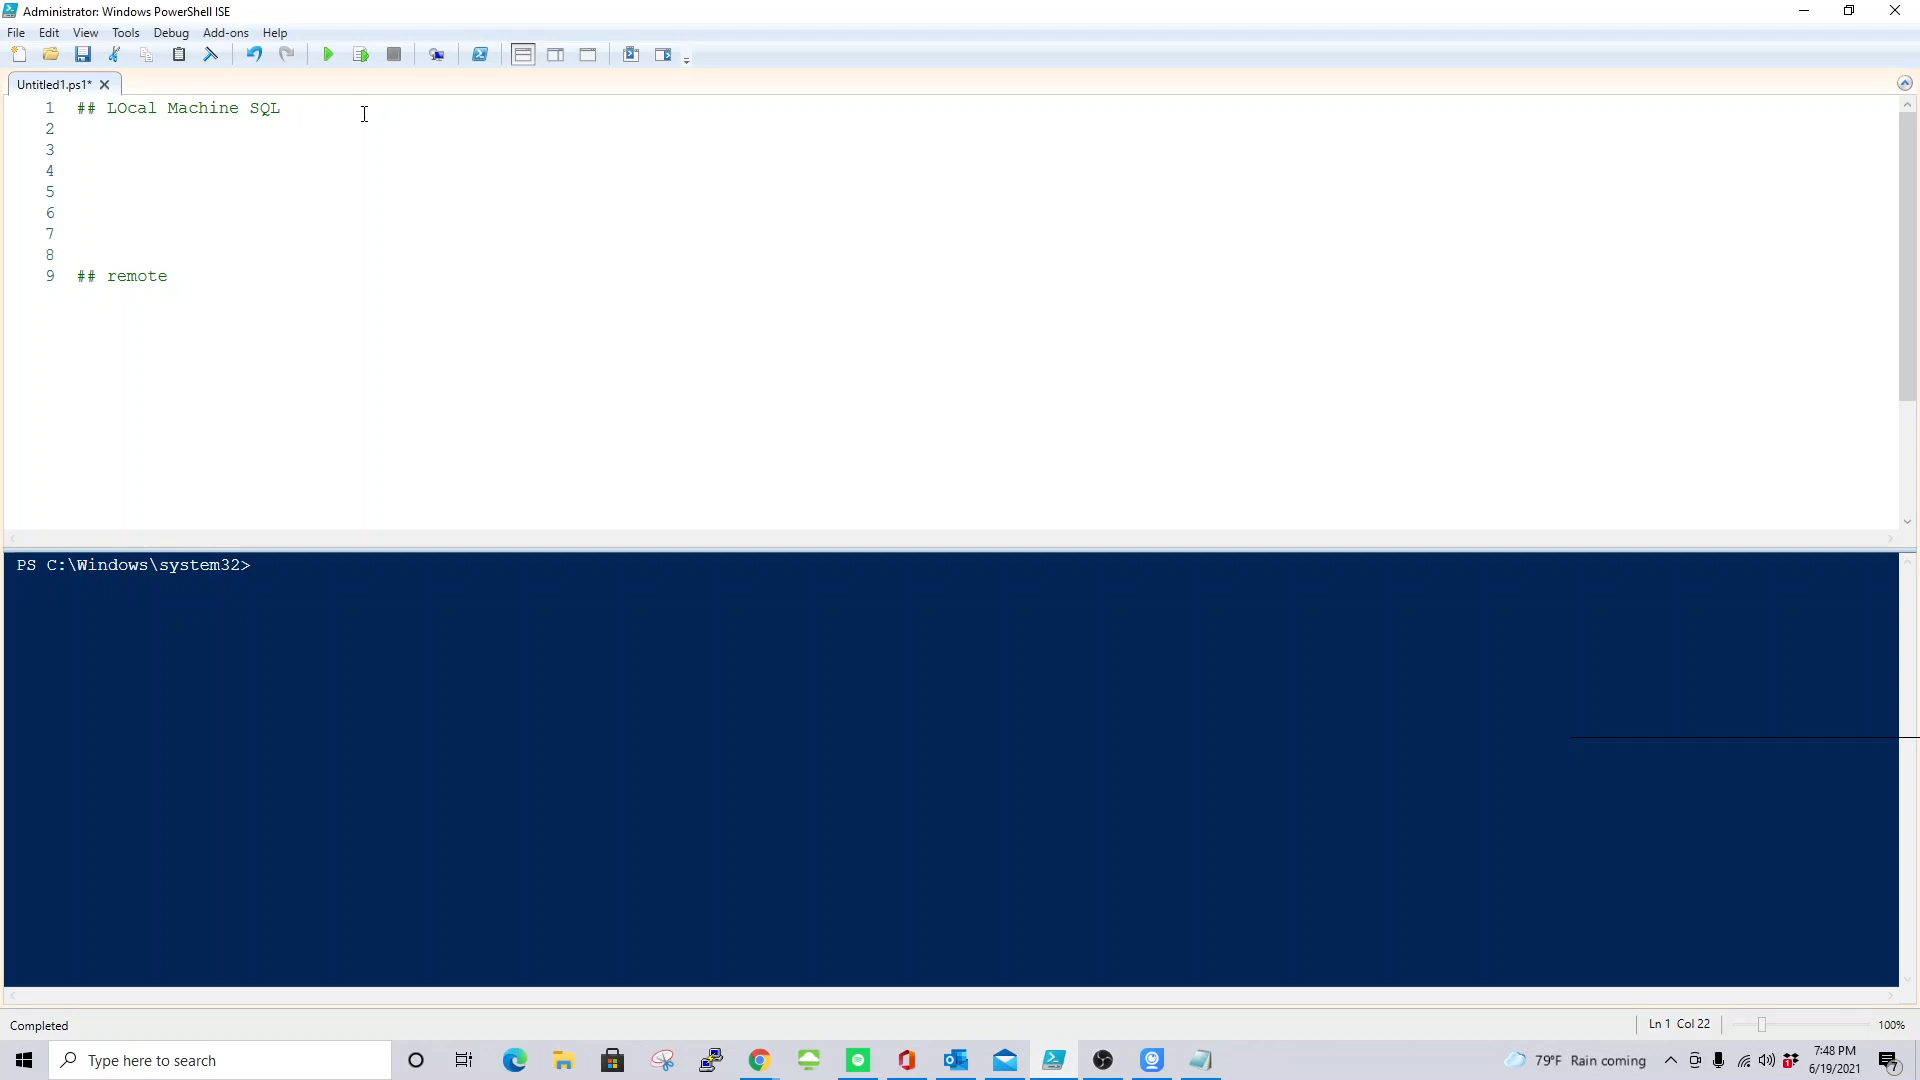 Administrator: Windows PowerShell ISE
File Edit View Tools Debug Add-ons Help
Untitled1.ps1*
1 ## LOcal Machine SQL
2
3
4
5
6
7
8
9 ## remote
PS C:\Windows\system32>
Completed
Ln 1 Col 22
100%
Type here to search
79°F Rain coming
1
7:48 PM
6/19/2021
7